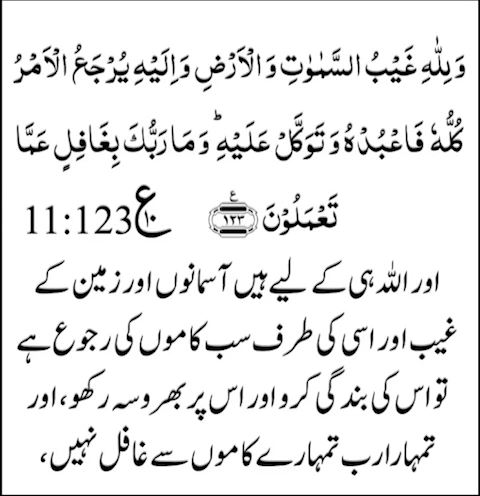 وَلِلّٰهِ غَيْبُ السَّمٰوٰتِ وَالْاَرْضِ وَاِلَيْهِ يُرْجَعُ الْاَمْرُ
كُلُّهٗ فَاعْبُدْهُ وَتَوَكَّلْ عَلَيْهِ ؕ وَمَا رَبُّكَ بِغَافِلٍ عَمَّا
تَعْمَلُوْنَ ﴿۱۲۳﴾ ع ۱۰ 11:123
اور اللہ ہی کے لیے ہیں آسمانوں اور زمین کے
غیب اور اسی کی طرف سب کاموں کی رجوع ہے
تو اس کی بندگی کرو اور اس پر بھروسہ رکھو، اور
تمہارا رب تمہارے کاموں سے غافل نہیں،